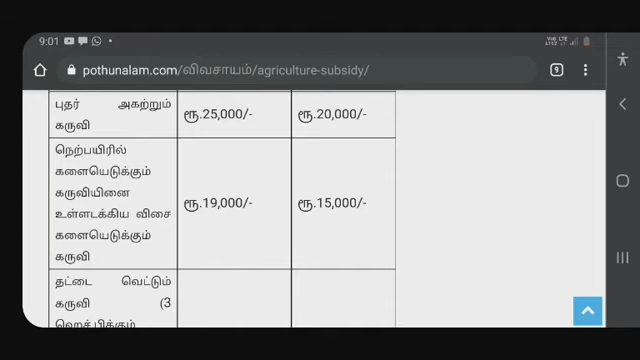 9:01
pothunalam.com/விவசாயம்/agriculture-subsidy/
9
புதர் அகற்றும்
கருவி
ரூ.25,000/-
ரூ.20,000/-
நெற்பயிரில்
களையெடுக்கும்
கருவியினை
உள்ளடக்கிய விசை
களையெடுக்கும்
கருவி
ரூ.19,000/-
ரூ.15,000/-
தட்டை வெட்டும்
கருவி (3